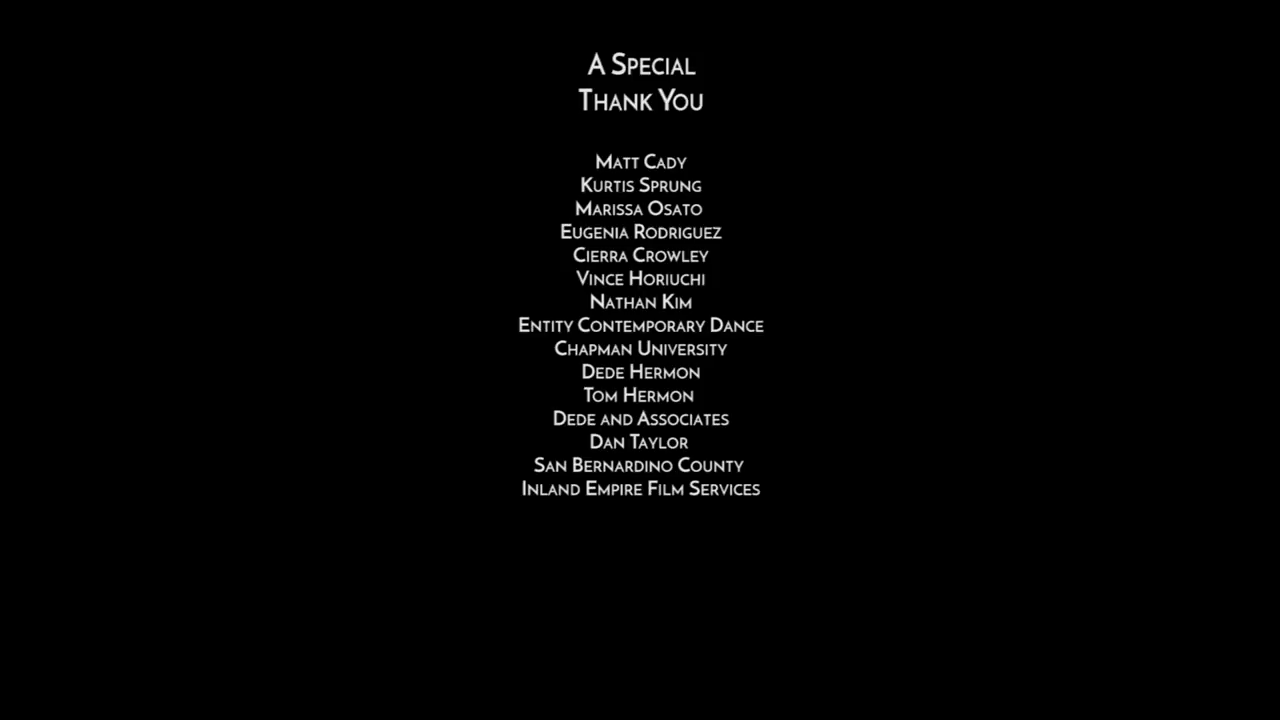 A Special
Thank You
Matt Cady
Kurtis Sprung
Marissa Osato
Eugenia Rodriguez
Cierra Crowley
Vince Horiuchi
Nathan Kim
Entity Contemporary Dance
Chapman University
Dede Hermon
Tom Hermon
Dede and Associates
Dan Taylor
San Bernardino County
Inland Empire Film Services